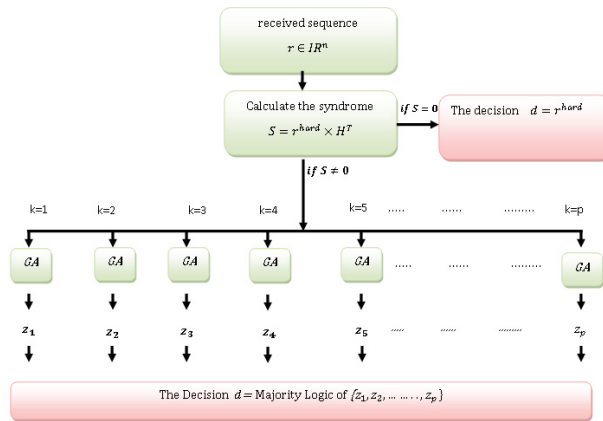 received sequence
r ∈ IRⁿ
Calculate the syndrome
S = r^hard × H^T
if S = 0
The decision d = r^hard
if S ≠ 0
k=1 k=2 k=3 k=4 k=5 ..... ...... ......... k=p
GA GA GA GA GA ..... ...... ......... GA
z₁ z₂ z₃ z₄ z₅ ..... ...... ......... zₚ
The Decision d = Majority Logic of {z₁, z₂, ... ... . . , zₚ}